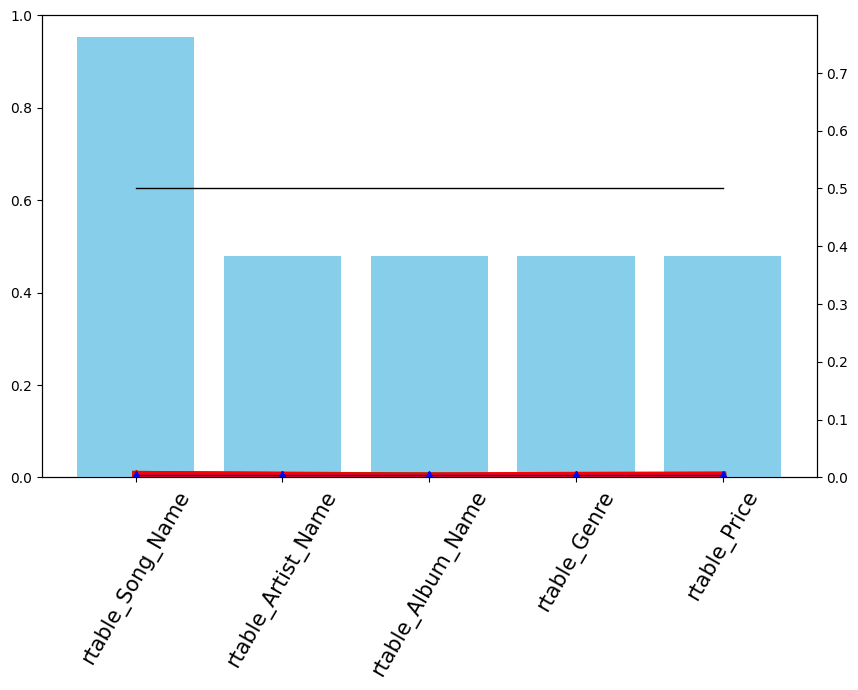 1.0
0.8
0.6
0.4
0.2
0.0
0.7
0.6
0.5
0.4
0.3
0.2
0.1
0.0
rtable_Song_Name
rtable_Artist_Name
rtable_Album_Name
rtable_Genre
rtable_Price